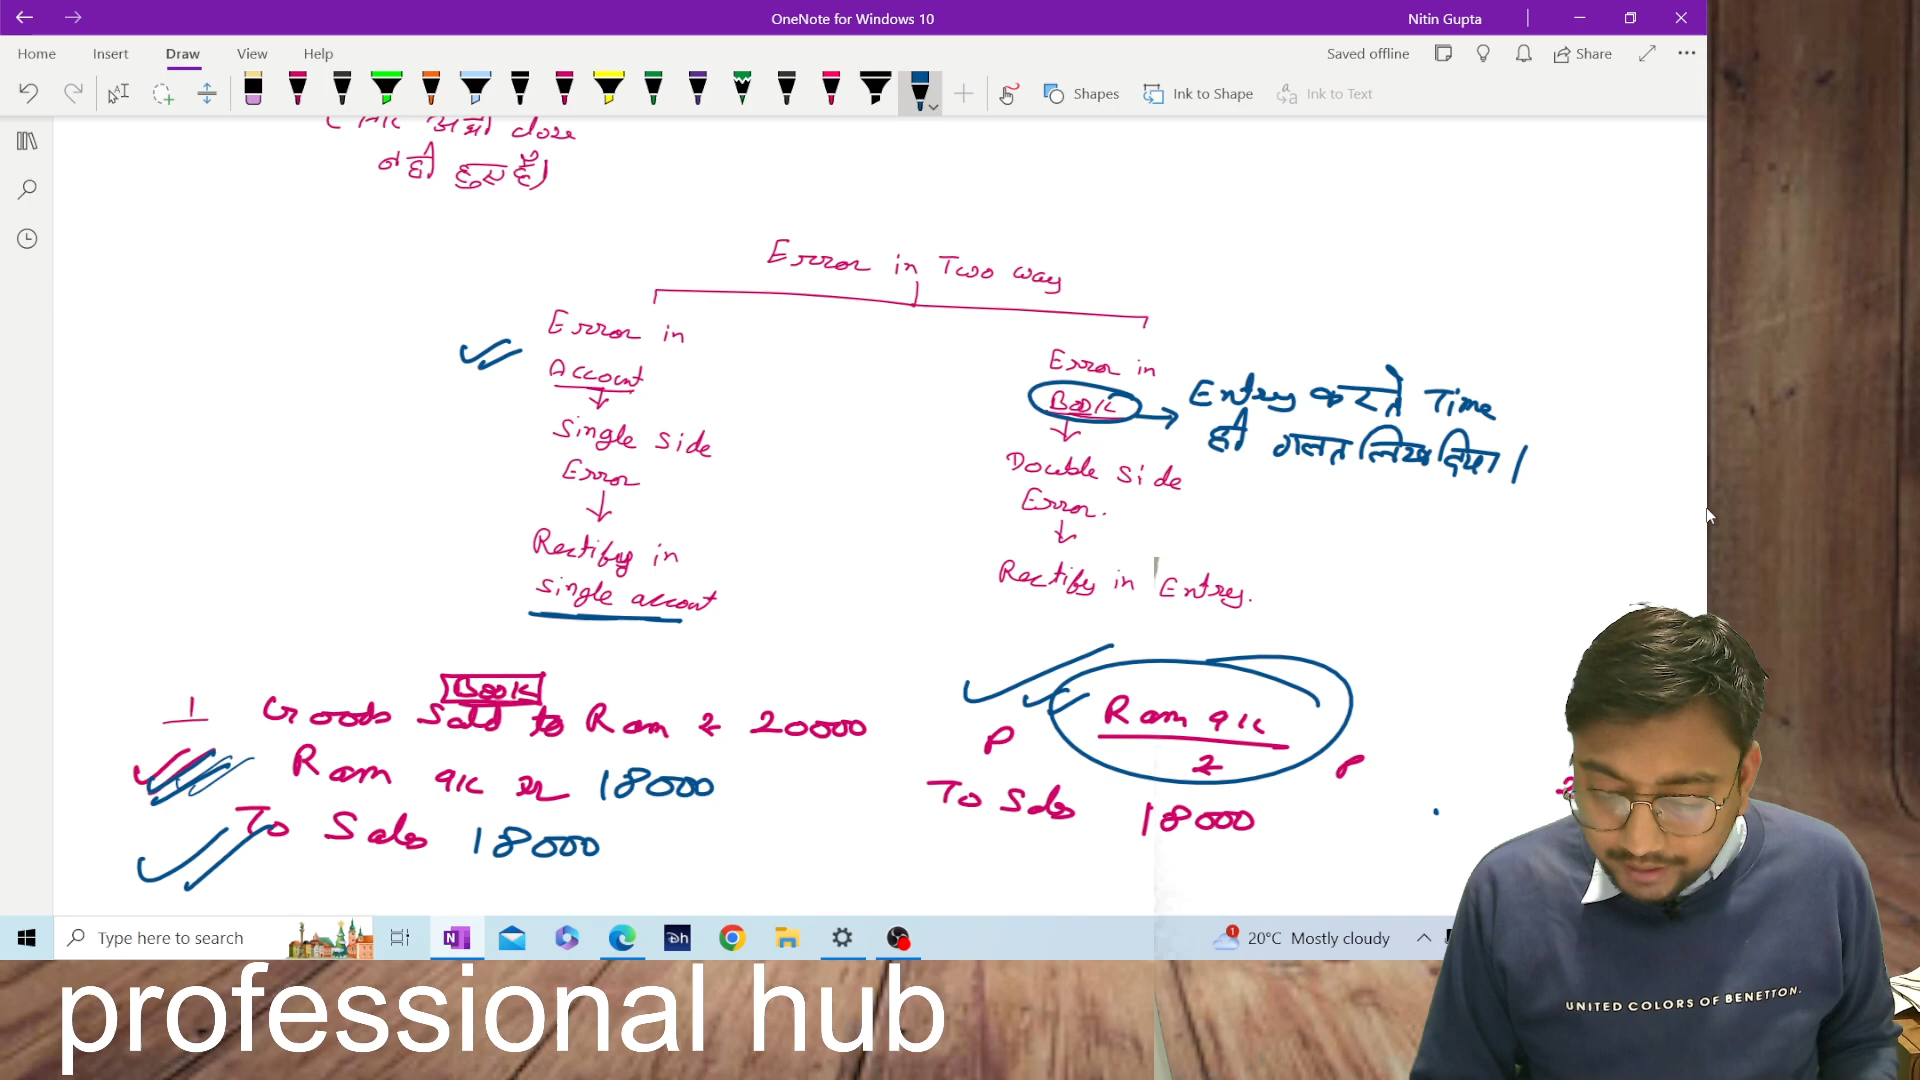 OneNote for Windows 10
Nitin Gupta
Home Insert Draw View Help
Saved offline Share
Shapes Ink to Shape Ink to Text
close
नही हुए है)
Error in Two way
Error in
Account
Single side
Error
Rectify in
single account
Error in
Book
Double side
Error.
Rectify in Entry.
Entry करते Time
ही गलत लिख दिया।
Book
1 Goods Sold to Ram ₹ 20000
Ram a/c Dr 18000
To Sales 18000
Ram a/c
P P
To Sales 18000
Type here to search
Dh
1
20°C Mostly cloudy
UNITED COLORS OF BENETTON.
professional hub